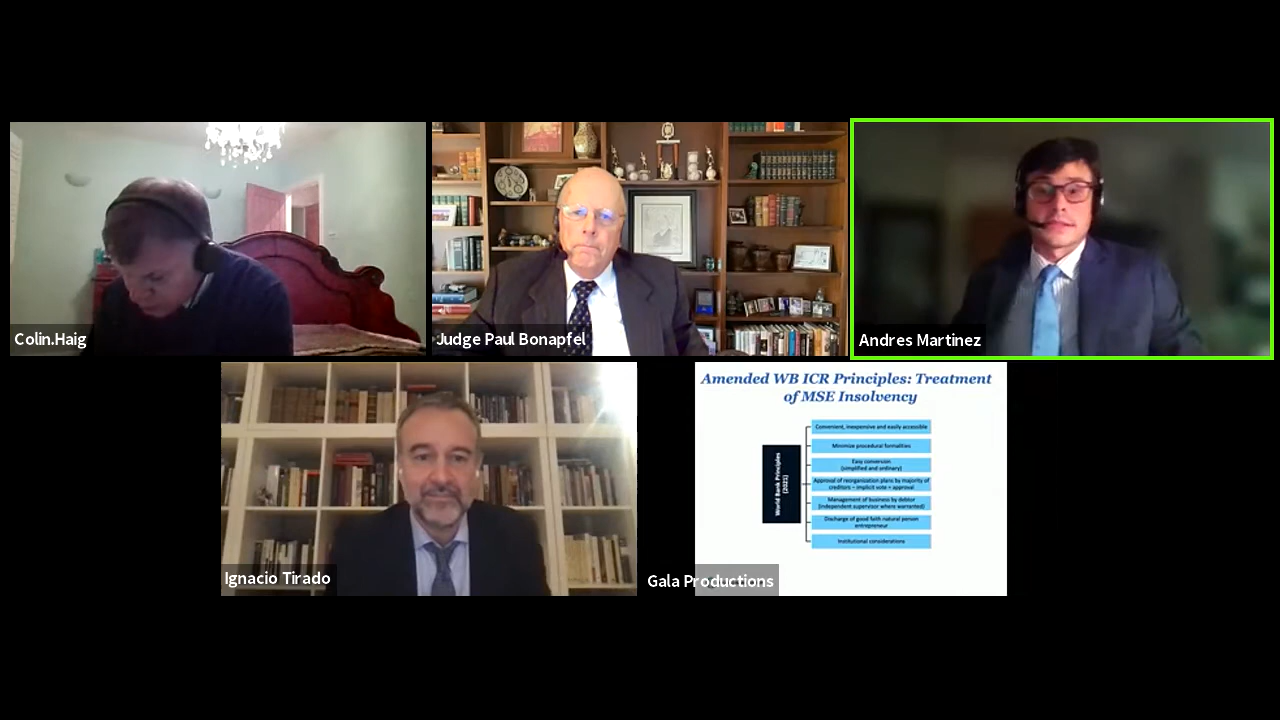 Colin.Haig
Judge Paul Bonapfel
Andres Martinez
Ignacio Tirado
Gala Productions
Amended WB ICR Principles: Treatment
of MSE Insolvency
World Bank Principles
(2021)
Convenient, inexpensive and easily accessible
Minimize procedural formalities
Easy conversion
(simplified and ordinary)
Approval of reorganization plans by majority of
creditors – implicit vote = approval
Management of business by debtor
(independent supervisor where warranted)
Discharge of good faith natural person
entrepreneur
Institutional considerations